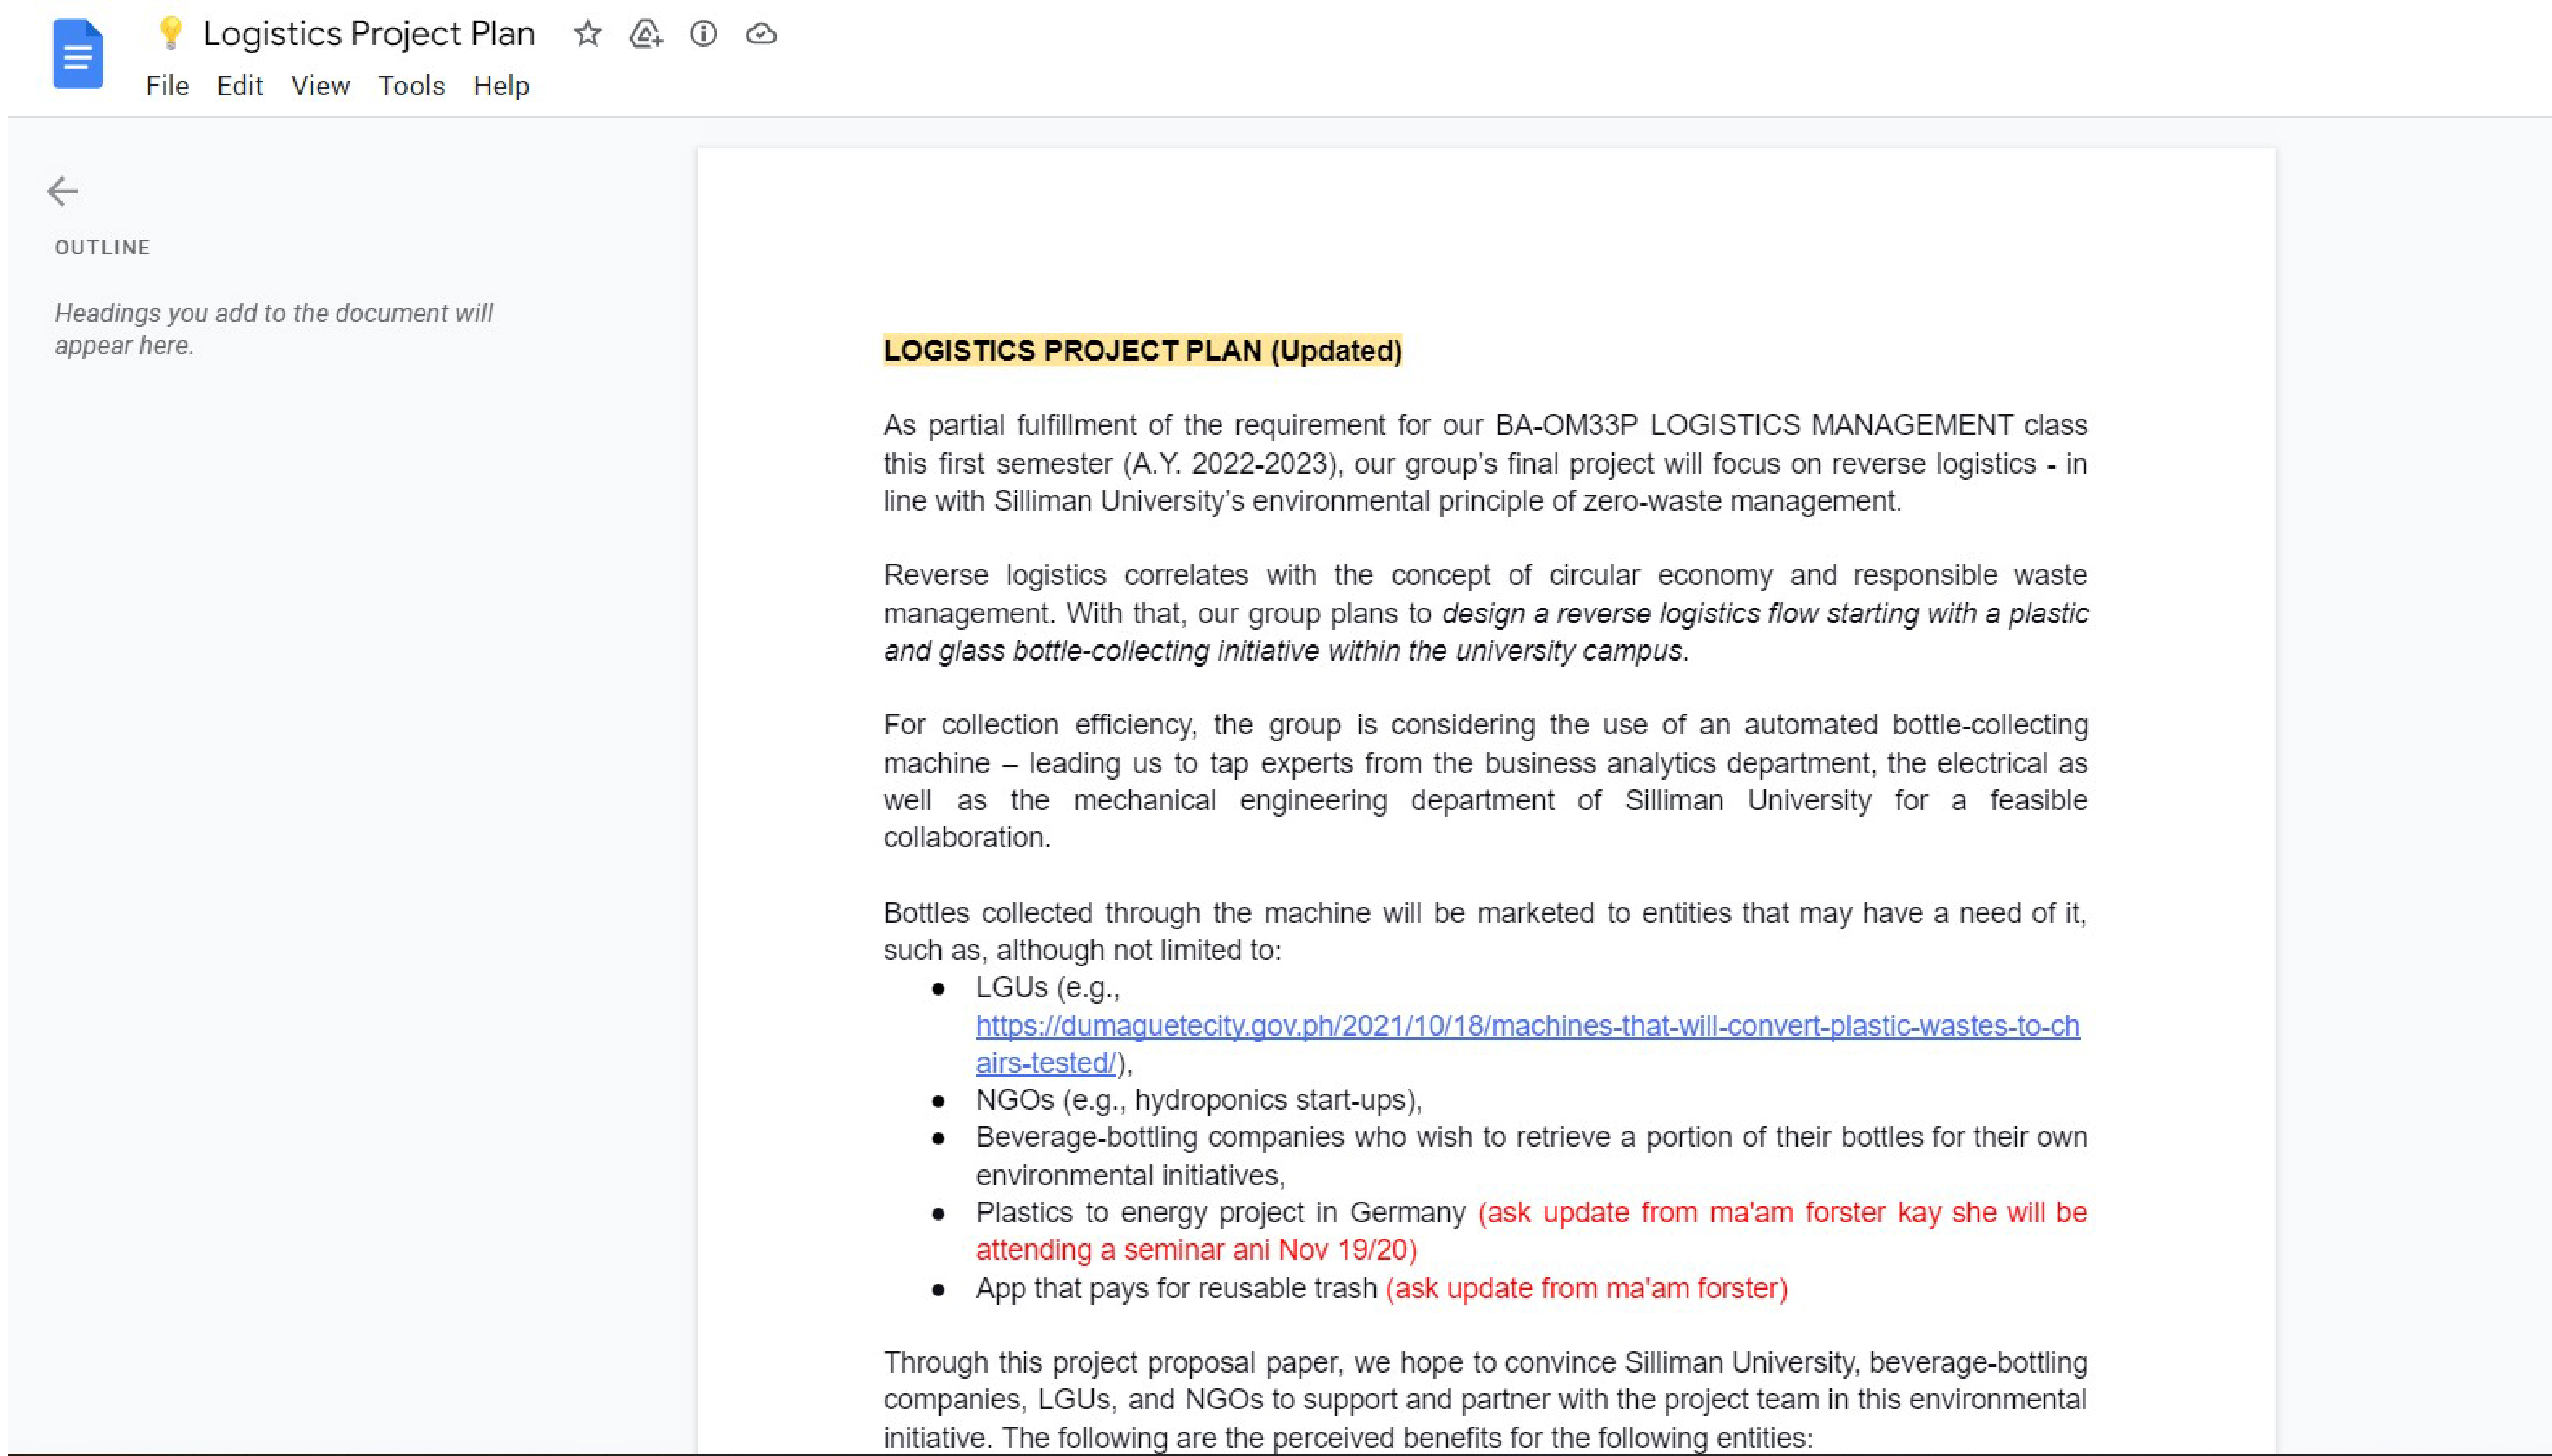 Logistics Project Plan
File Edit View Tools Help
OUTLINE
Headings you add to the document will
appear here.
LOGISTICS PROJECT PLAN (Updated)
As partial fulfillment of the requirement for our BA-OM33P LOGISTICS MANAGEMENT class
this first semester (A.Y. 2022-2023), our group's final project will focus on reverse logistics - in
line with Silliman University's environmental principle of zero-waste management.
Reverse logistics correlates with the concept of circular economy and responsible waste
management. With that, our group plans to design a reverse logistics flow starting with a plastic
and glass bottle-collecting initiative within the university campus.
For collection efficiency, the group is considering the use of an automated bottle-collecting
machine – leading us to tap experts from the business analytics department, the electrical as
well as the mechanical engineering department of Silliman University for a feasible
collaboration.
Bottles collected through the machine will be marketed to entities that may have a need of it,
such as, although not limited to:
● LGUs (e.g.,
https://dumaguetecity.gov.ph/2021/10/18/machines-that-will-convert-plastic-wastes-to-ch
airs-tested/),
● NGOs (e.g., hydroponics start-ups),
● Beverage-bottling companies who wish to retrieve a portion of their bottles for their own
environmental initiatives,
● Plastics to energy project in Germany (ask update from ma'am forster kay she will be
attending a seminar ani Nov 19/20)
● App that pays for reusable trash (ask update from ma'am forster)
Through this project proposal paper, we hope to convince Silliman University, beverage-bottling
companies, LGUs, and NGOs to support and partner with the project team in this environmental
initiative. The following are the perceived benefits for the following entities: